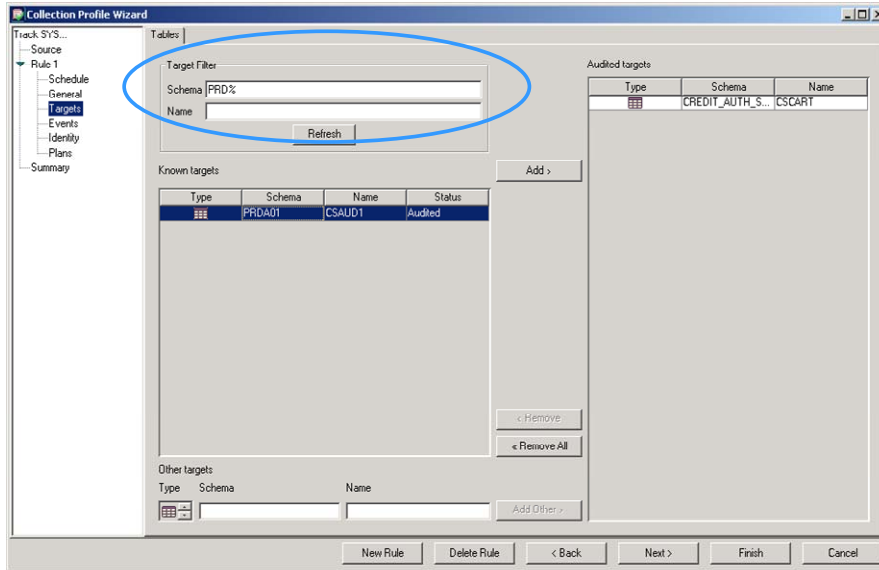 Collection Profile Wizard
Track SYS...
Source
Rule 1
Schedule
General
Targets
Events
Identity
Plans
Summary
Tables
Target Filter
Schema PRD%
Name
Refresh
Known targets
Type Schema Name Status
PRDA01 CSAUD1 Audited
Add >
< Remove
« Remove All
Audited targets
Type Schema Name
CREDIT_AUTH_S... CSCART
Other targets
Type Schema Name
Add Other >
New Rule Delete Rule < Back Next > Finish Cancel